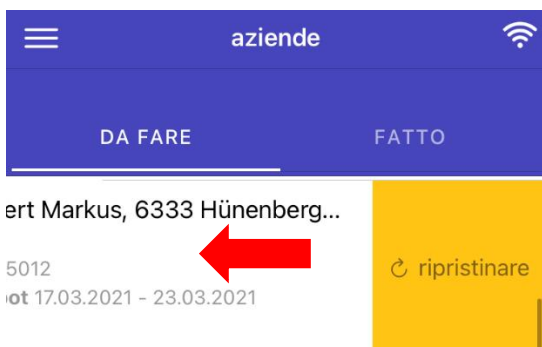 aziende
DA FARE FATTO
ert Markus, 6333 Hünenberg...
5012
ot 17.03.2021 - 23.03.2021
ripristinare